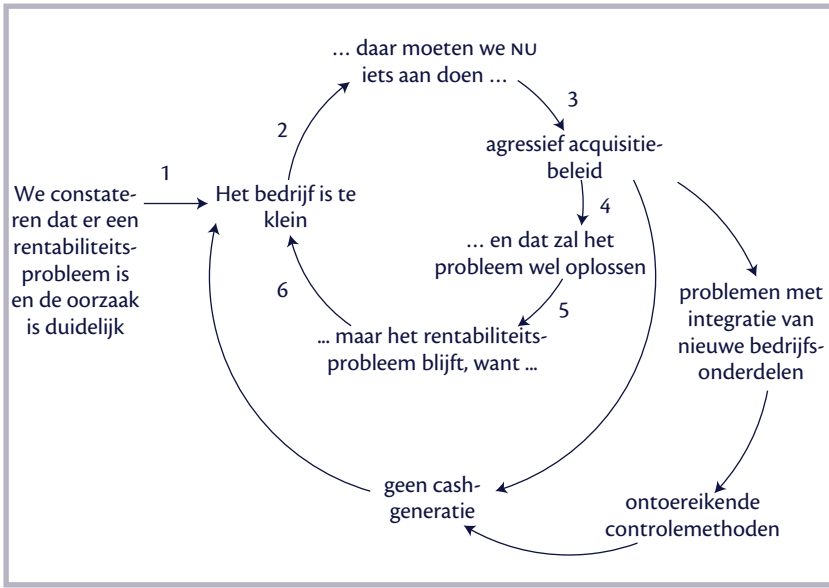 We constate-
ren dat er een
rentabiliteits-
probleem is
en de oorzaak
is duidelijk
1
Het bedrijf is te
klein
2
... daar moeten we NU
iets aan doen ...
3
agressief acquisitie-
beleid
4
... en dat zal het
probleem wel oplossen
5
... maar het rentabiliteits-
probleem blijft, want ...
6
problemen met
integratie van
nieuwe bedrijfs-
onderdelen
ontoereikende
controlemethoden
geen cash-
generatie